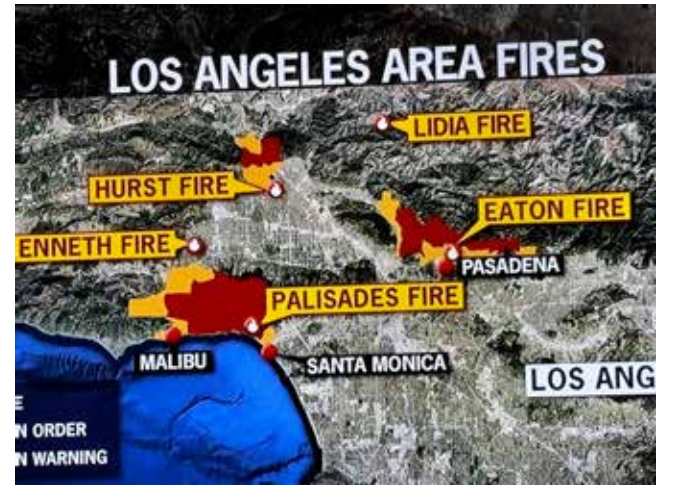 LOS ANGELES AREA FIRES
LIDIA FIRE
HURST FIRE
EATON FIRE
ENNETH FIRE
PASADENA
PALISADES FIRE
MALIBU
SANTA MONICA
LOS ANG
E
N ORDER
N WARNING